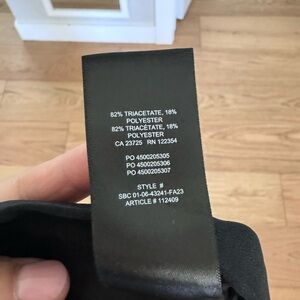 82% TRIACETATE, 18%
POLYESTER
82% TRIACÉTATE, 18%
POLYESTER
CA 23725 RN 122354
PO 4500205305
PO 4500205306
PO 4500205307
STYLE #
SBC 01-06-43241-FA23
ARTICLE # 112409